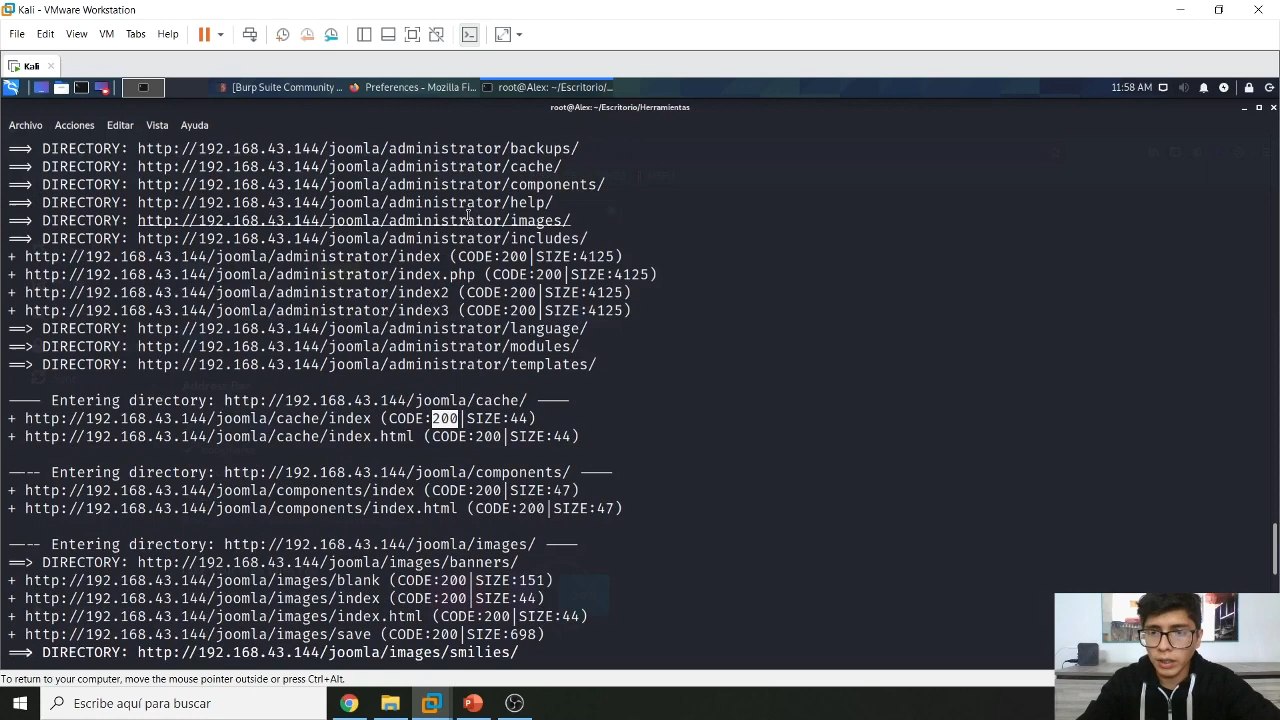 Kali - VMware Workstation
File Edit View VM Tabs Help
Kali
[Burp Suite Community ... Preferences - Mozilla Fi... root@Alex: ~/Escritorio/... 11:58 AM
root@Alex: ~/Escritorio/Herramientas
Archivo Acciones Editar Vista Ayuda
==> DIRECTORY: http://192.168.43.144/joomla/administrator/backups/
==> DIRECTORY: http://192.168.43.144/joomla/administrator/cache/
==> DIRECTORY: http://192.168.43.144/joomla/administrator/components/
==> DIRECTORY: http://192.168.43.144/joomla/administrator/help/
==> DIRECTORY: http://192.168.43.144/joomla/administrator/images/
==> DIRECTORY: http://192.168.43.144/joomla/administrator/includes/
+ http://192.168.43.144/joomla/administrator/index (CODE:200|SIZE:4125)
+ http://192.168.43.144/joomla/administrator/index.php (CODE:200|SIZE:4125)
+ http://192.168.43.144/joomla/administrator/index2 (CODE:200|SIZE:4125)
+ http://192.168.43.144/joomla/administrator/index3 (CODE:200|SIZE:4125)
==> DIRECTORY: http://192.168.43.144/joomla/administrator/language/
==> DIRECTORY: http://192.168.43.144/joomla/administrator/modules/
==> DIRECTORY: http://192.168.43.144/joomla/administrator/templates/
---- Entering directory: http://192.168.43.144/joomla/cache/ ----
+ http://192.168.43.144/joomla/cache/index (CODE:200|SIZE:44)
+ http://192.168.43.144/joomla/cache/index.html (CODE:200|SIZE:44)
---- Entering directory: http://192.168.43.144/joomla/components/ ----
+ http://192.168.43.144/joomla/components/index (CODE:200|SIZE:47)
+ http://192.168.43.144/joomla/components/index.html (CODE:200|SIZE:47)
---- Entering directory: http://192.168.43.144/joomla/images/ ----
==> DIRECTORY: http://192.168.43.144/joomla/images/banners/
+ http://192.168.43.144/joomla/images/blank (CODE:200|SIZE:151)
+ http://192.168.43.144/joomla/images/index (CODE:200|SIZE:44)
+ http://192.168.43.144/joomla/images/index.html (CODE:200|SIZE:44)
+ http://192.168.43.144/joomla/images/save (CODE:200|SIZE:698)
==> DIRECTORY: http://192.168.43.144/joomla/images/smilies/
To return to your computer, move the mouse pointer outside or press Ctrl+Alt.
Escribe aquí para buscar